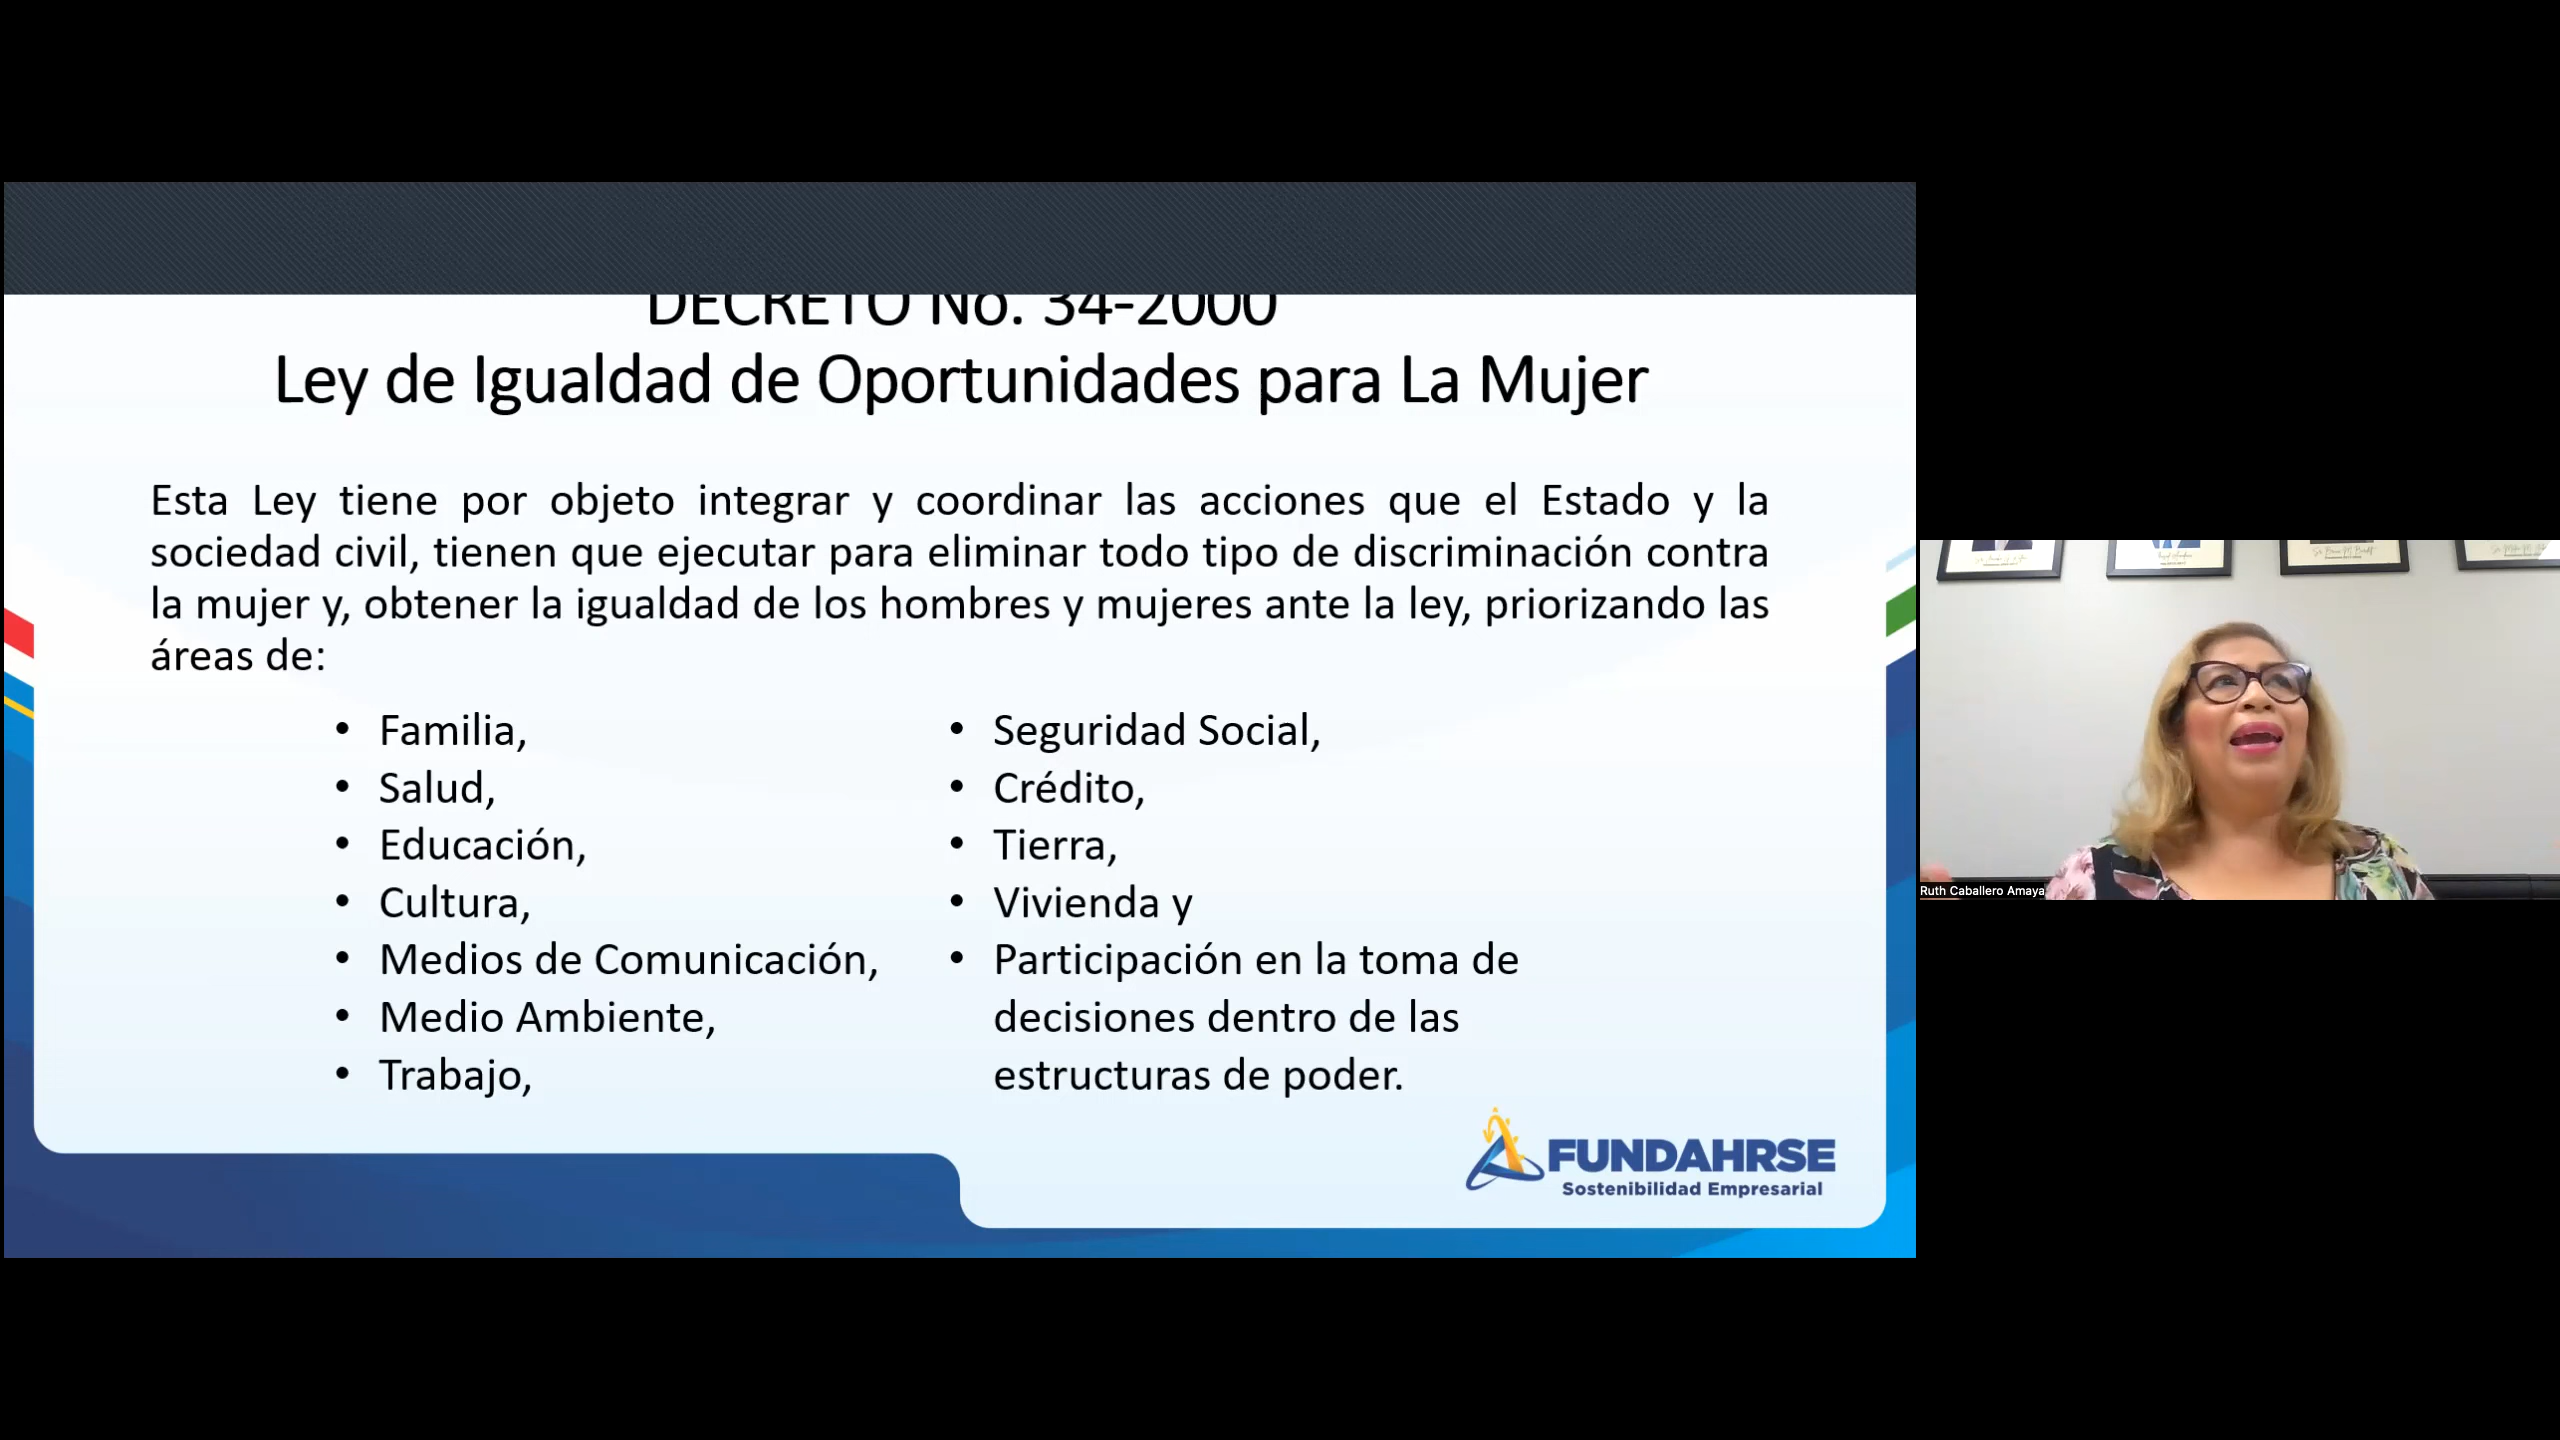 DECRETO No. 34-2000
Ley de Igualdad de Oportunidades para La Mujer
Esta Ley tiene por objeto integrar y coordinar las acciones que el Estado y la
sociedad civil, tienen que ejecutar para eliminar todo tipo de discriminación contra
la mujer y, obtener la igualdad de los hombres y mujeres ante la ley, priorizando las
áreas de:
• Familia,
• Salud,
• Educación,
• Cultura,
• Medios de Comunicación,
• Medio Ambiente,
• Trabajo,
• Seguridad Social,
• Crédito,
• Tierra,
• Vivienda y
• Participación en la toma de
decisiones dentro de las
estructuras de poder.
FUNDAHRSE
Sostenibilidad Empresarial
Ruth Caballero Amaya